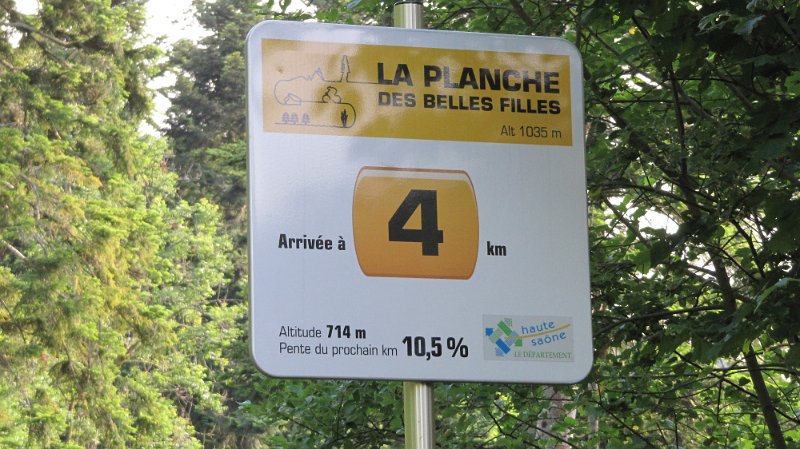 LA PLANCHE
DES BELLES FILLES
Alt 1035 m
Arrivée à 4 km
Altitude 714 m
Pente du prochain km 10,5 %
haute
saône
LE DÉPARTEMENT